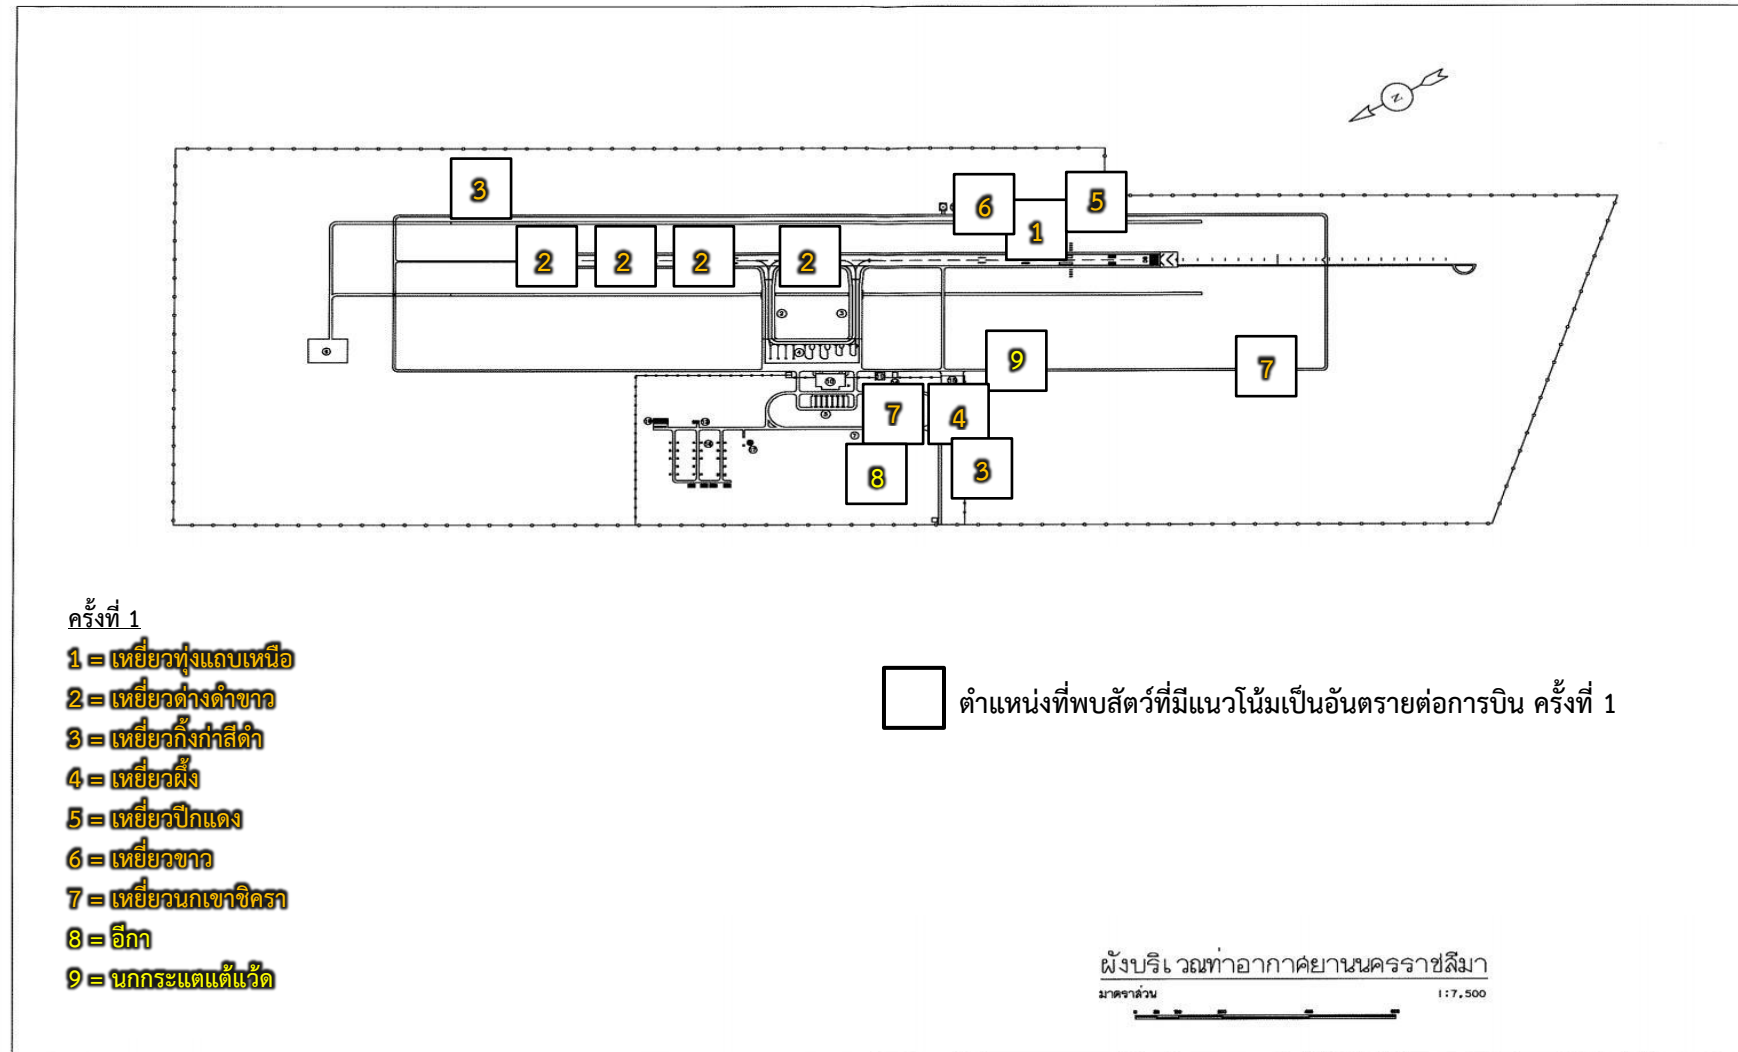 N
3
6
5
1
2
2
2
2
9
7
7
4
8
3
ครั้งที่ 1
1 = เหยี่ยวทุ่งแถบเหนือ
2 = เหยี่ยวด่างดำขาว
3 = เหยี่ยวกิ้งก่าสีดำ
4 = เหยี่ยวผึ้ง
5 = เหยี่ยวปีกแดง
6 = เหยี่ยวขาว
7 = เหยี่ยวนกเขาชิครา
8 = อีกา
9 = นกกระแตแต้แว้ด
ตำแหน่งที่พบสัตว์ที่มีแนวโน้มเป็นอันตรายต่อการบิน ครั้งที่ 1
ผังบริเวณท่าอากาศยานนครราชสีมา
มาตราส่วน 1:7,500